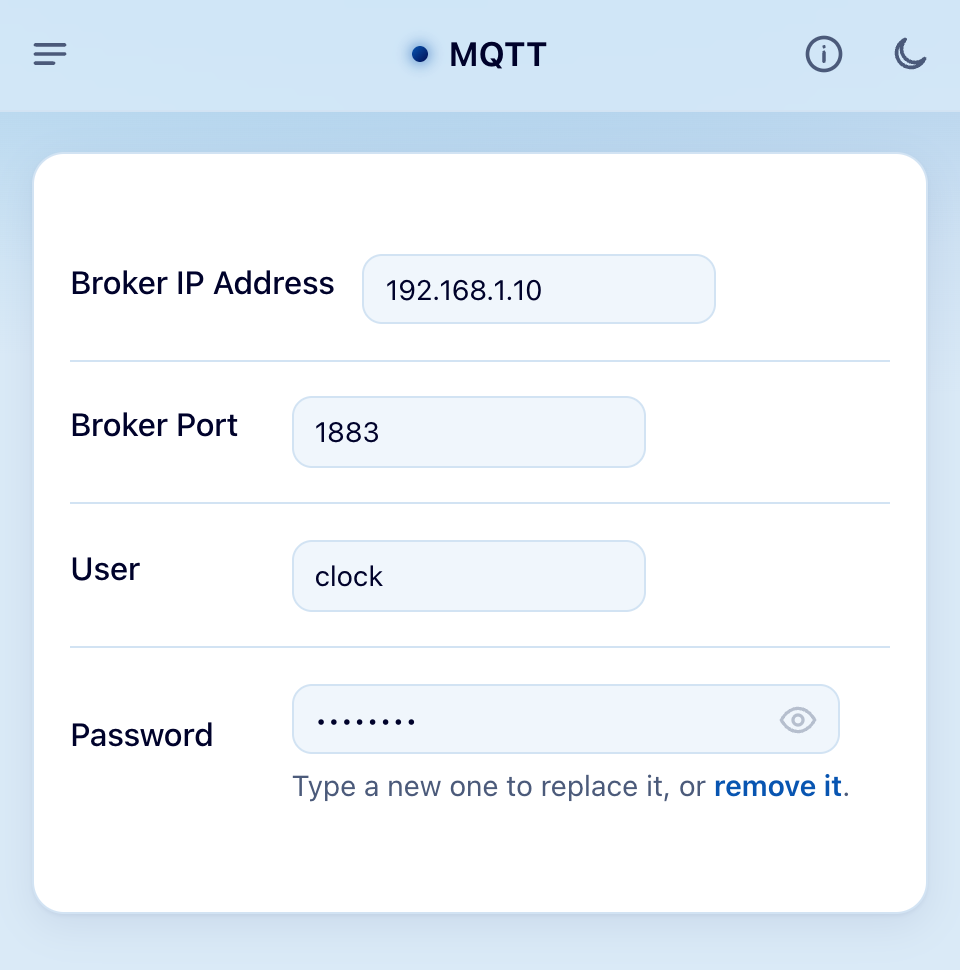 MQTT
Broker IP Address 192.168.1.10
Broker Port 1883
User clock
Password ••••••••
Type a new one to replace it, or remove it.